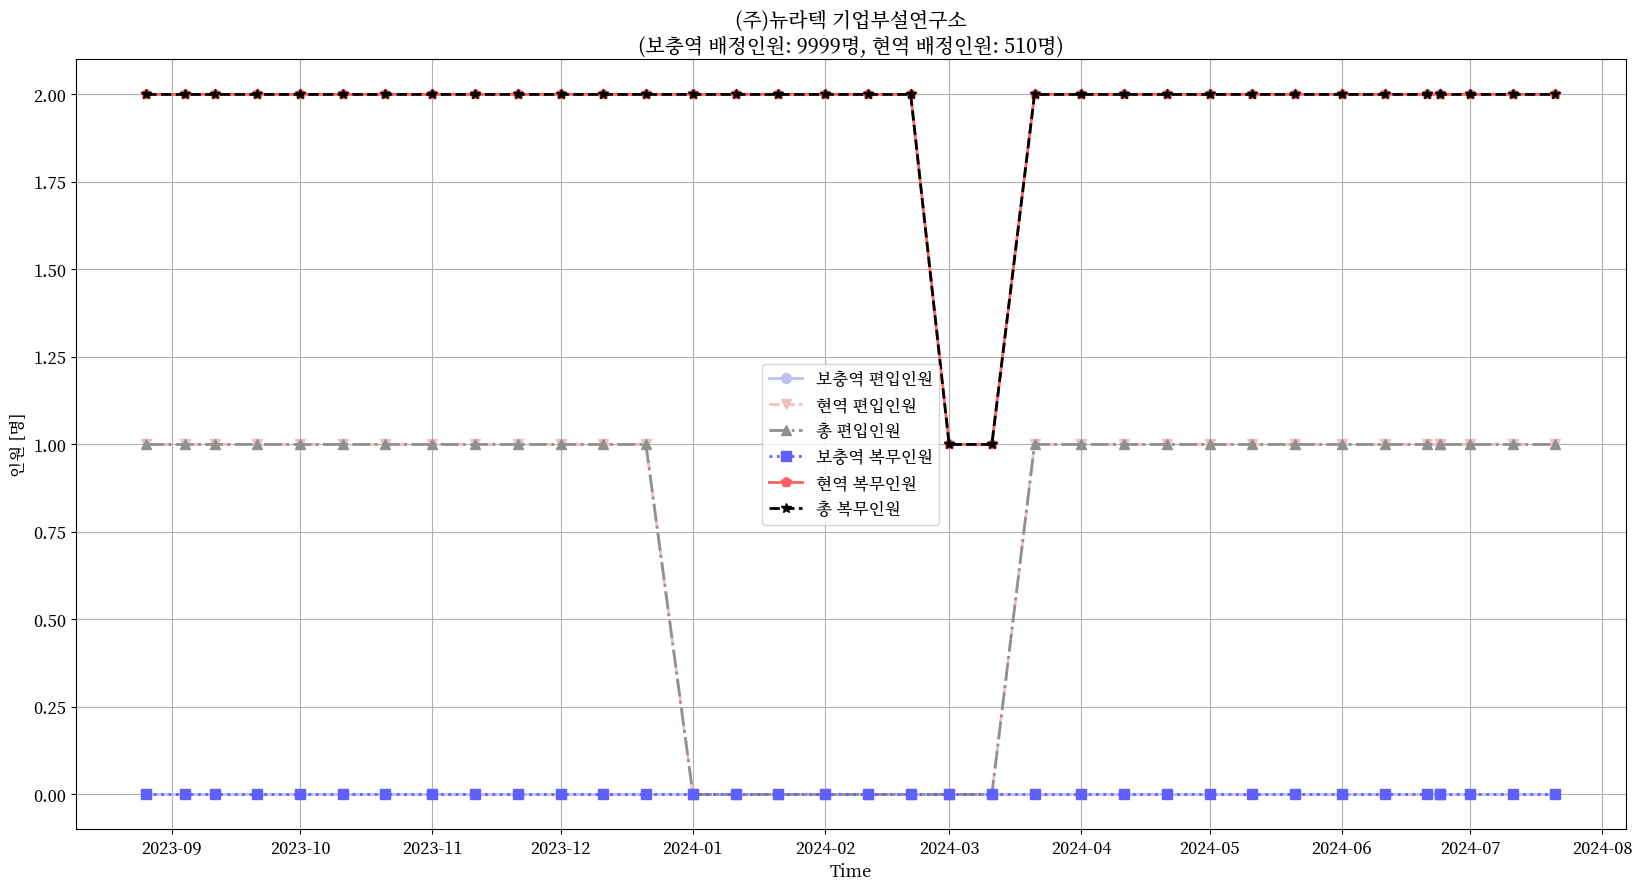 (주)뉴라텍 기업부설연구소
(보충역 배정인원: 9999명, 현역 배정인원: 510명)
인원 [명]
2.00
1.75
1.50
1.25
1.00
0.75
0.50
0.25
0.00
보충역 편입인원
현역 편입인원
총 편입인원
보충역 복무인원
현역 복무인원
총 복무인원
2023-09 2023-10 2023-11 2023-12 2024-01 2024-02 2024-03 2024-04 2024-05 2024-06 2024-07 2024-08
Time